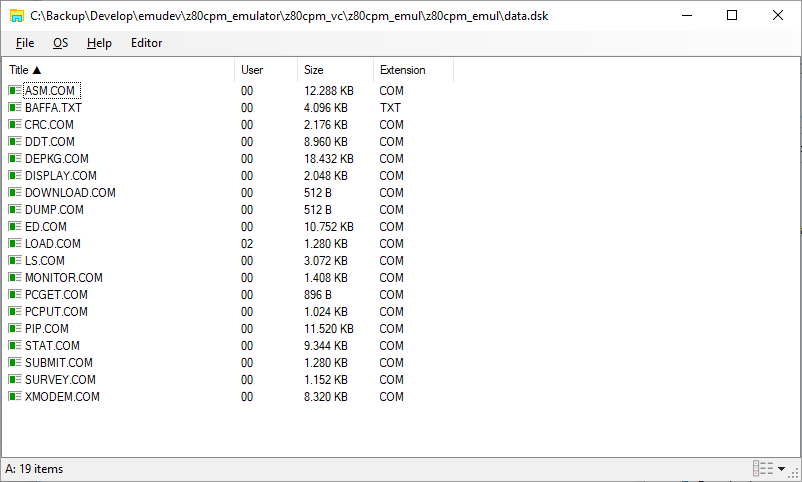 C:\Backup\Develop\emudev\z80cpm_emulator\z80cpm_vc\z80cpm_emul\z80cpm_emul\data.dsk
File OS Help Editor
Title User Size Extension
ASM.COM 00 12.288 KB COM
BAFFA.TXT 00 4.096 KB TXT
CRC.COM 00 2.176 KB COM
DDT.COM 00 8.960 KB COM
DEPKG.COM 00 18.432 KB COM
DISPLAY.COM 00 2.048 KB COM
DOWNLOAD.COM 00 512 B COM
DUMP.COM 00 512 B COM
ED.COM 00 10.752 KB COM
LOAD.COM 02 1.280 KB COM
LS.COM 00 3.072 KB COM
MONITOR.COM 00 1.408 KB COM
PCGET.COM 00 896 B COM
PCPUT.COM 00 1.024 KB COM
PIP.COM 00 11.520 KB COM
STAT.COM 00 9.344 KB COM
SUBMIT.COM 00 1.280 KB COM
SURVEY.COM 00 1.152 KB COM
XMODEM.COM 00 8.320 KB COM
A: 19 items